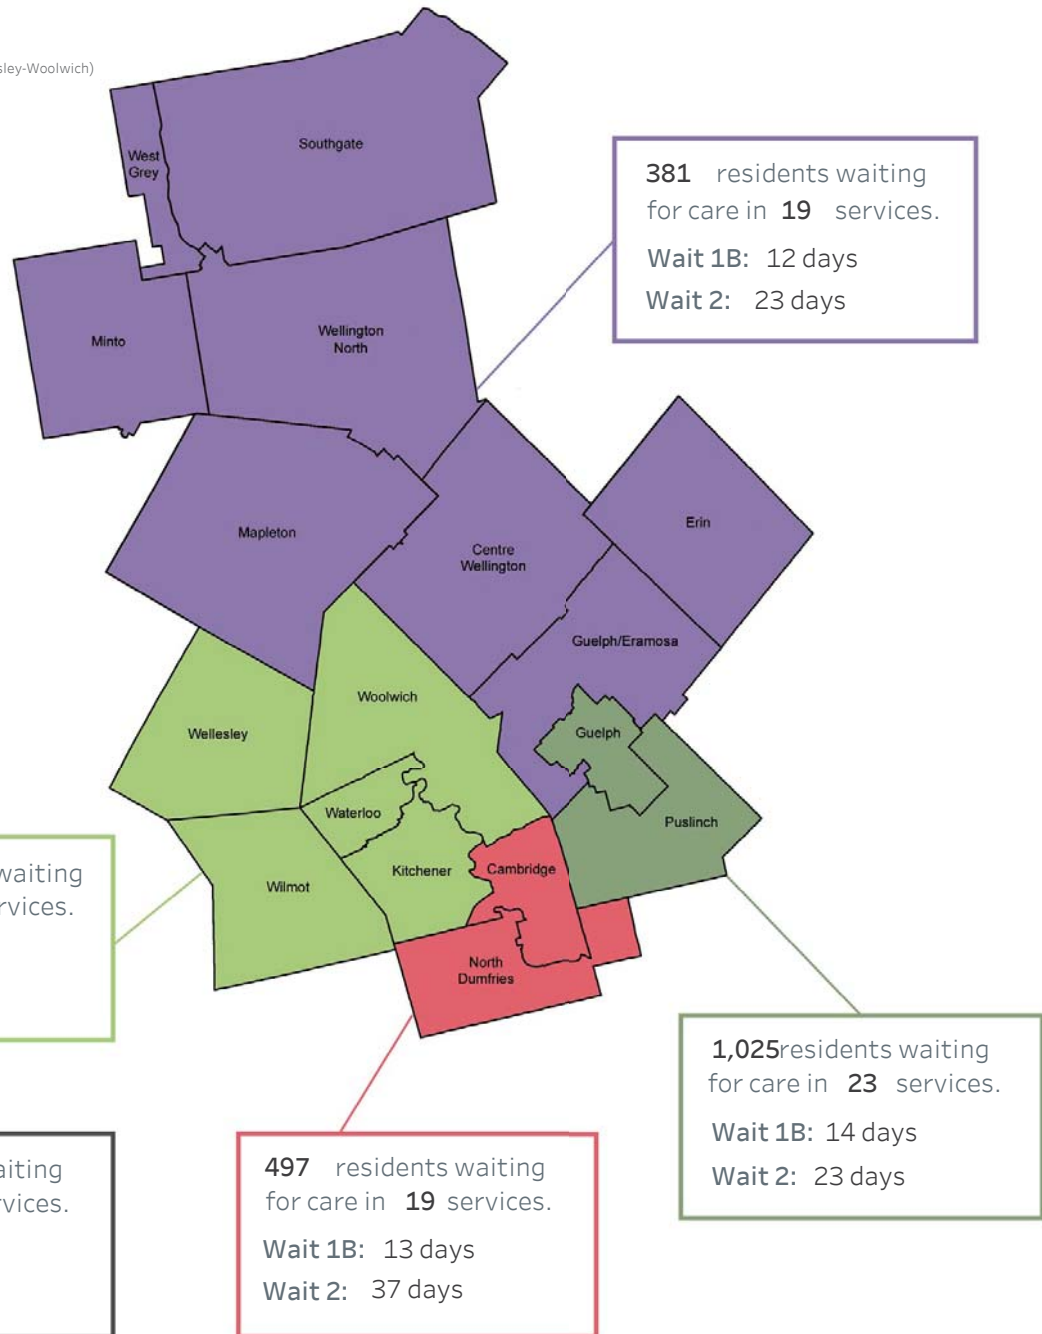 sley-Woolwich)
Southgate
West
Grey
381 residents waiting
for care in 19 services.
Wait 1B: 12 days
Wait 2: 23 days
Minto
Wellington
North
Mapleton
Centre
Wellington
Erin
Guelph/Eramosa
Woolwich
Wellesley
Guelph
Waterloo
Puslinch
Kitchener
Cambridge
Wilmot
waiting
rvices.
North
Dumfries
1,025residents waiting
for care in 23 services.
Wait 1B: 14 days
Wait 2: 23 days
aiting
rvices.
497 residents waiting
for care in 19 services.
Wait 1B: 13 days
Wait 2: 37 days